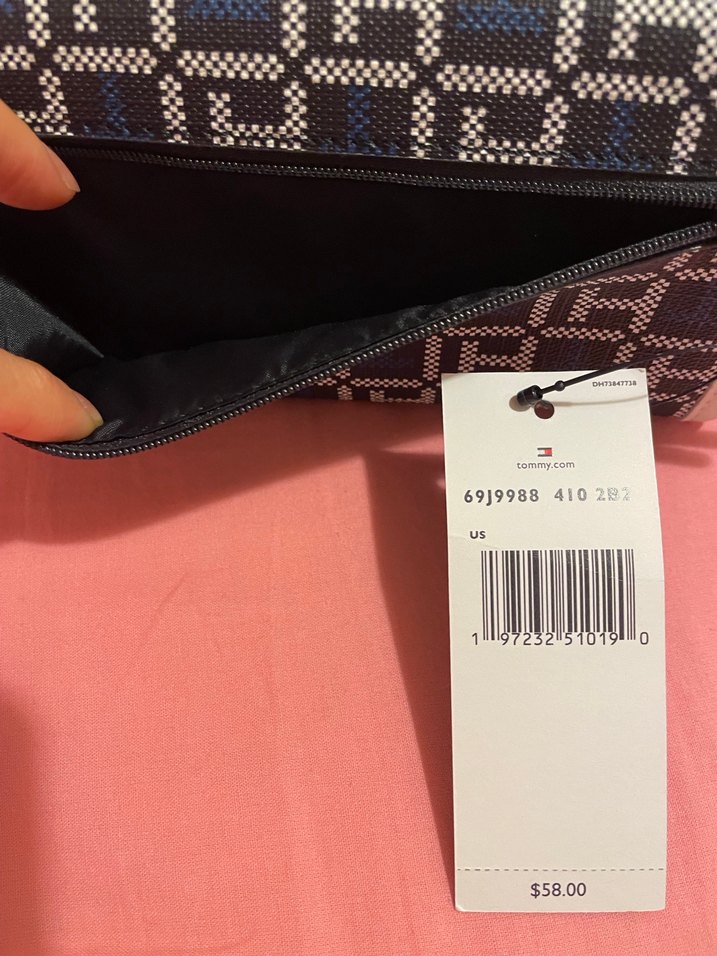 DH73847738
tommy.com
69J9988 410 2B2
US
1 97232 51019 0
$58.00